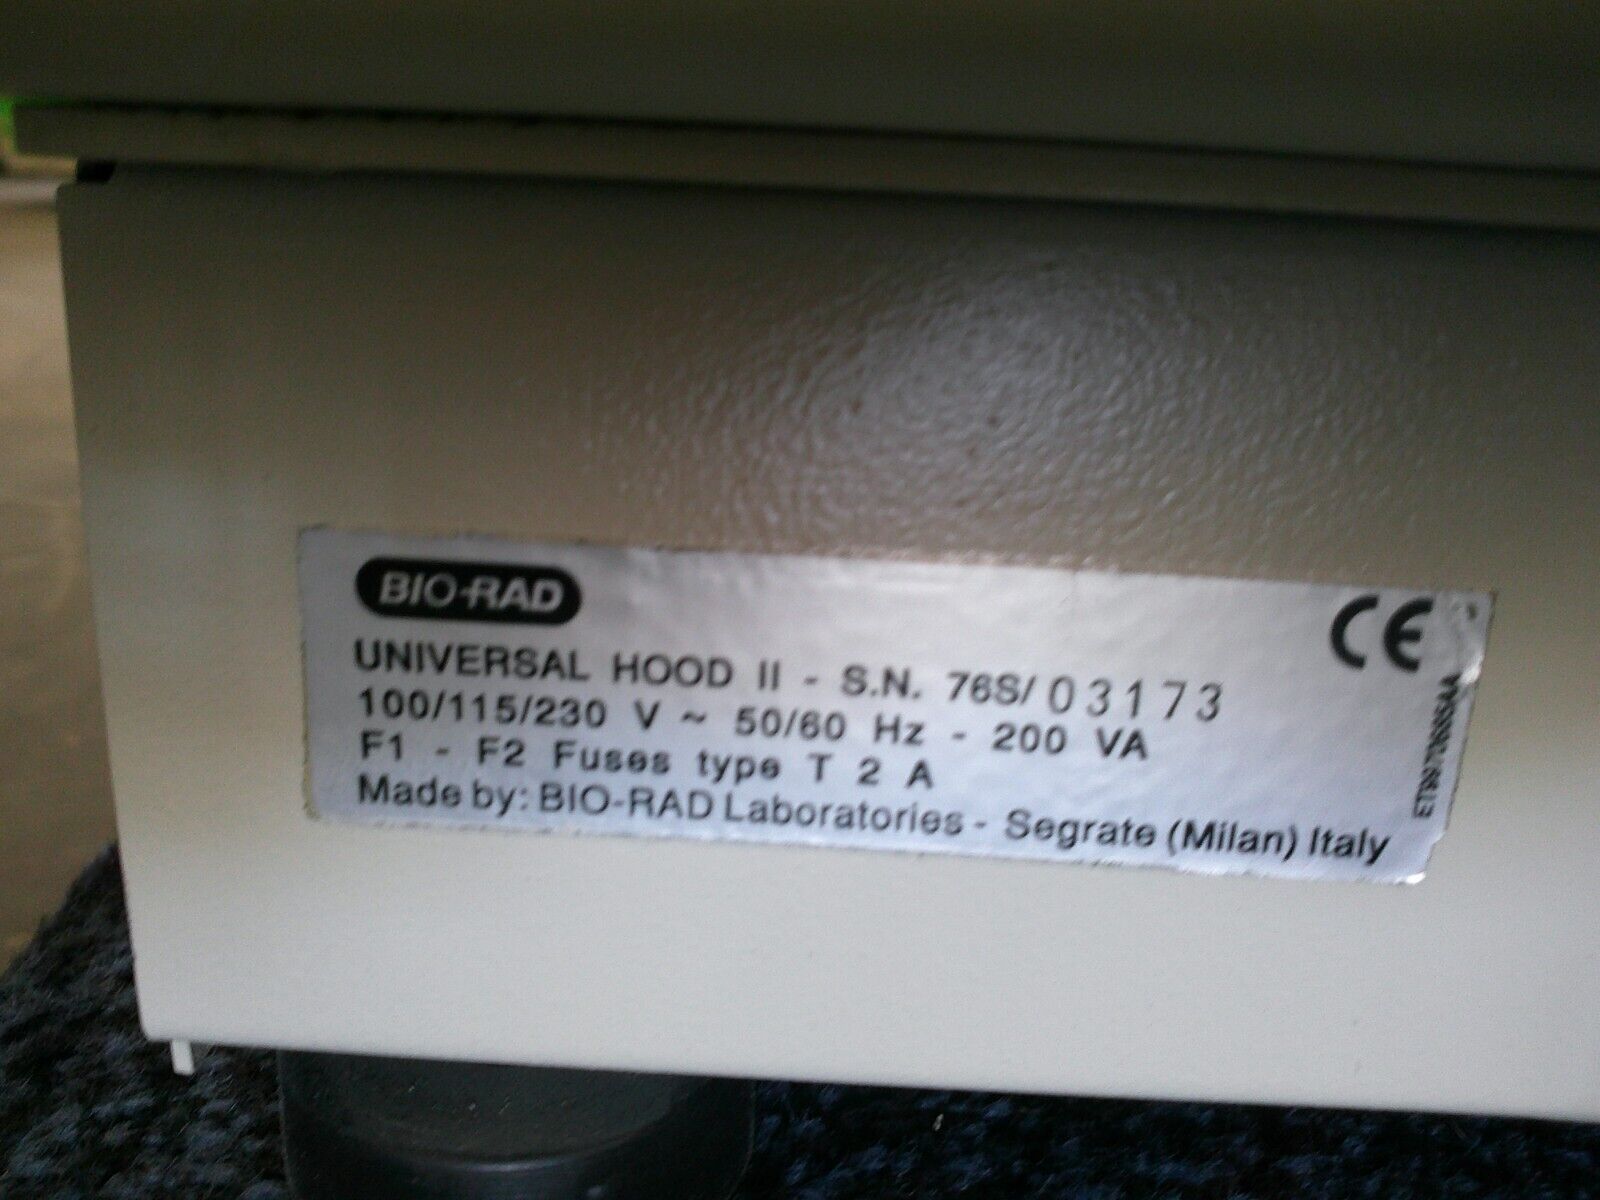 BIO-RAD
CE
UNIVERSAL HOOD II - S.N. 76S/03173
100/115/230 V ~ 50/60 Hz - 200 VA
F1 - F2 Fuses type T 2 A
Made by: BIO-RAD Laboratories - Segrate (Milan) Italy